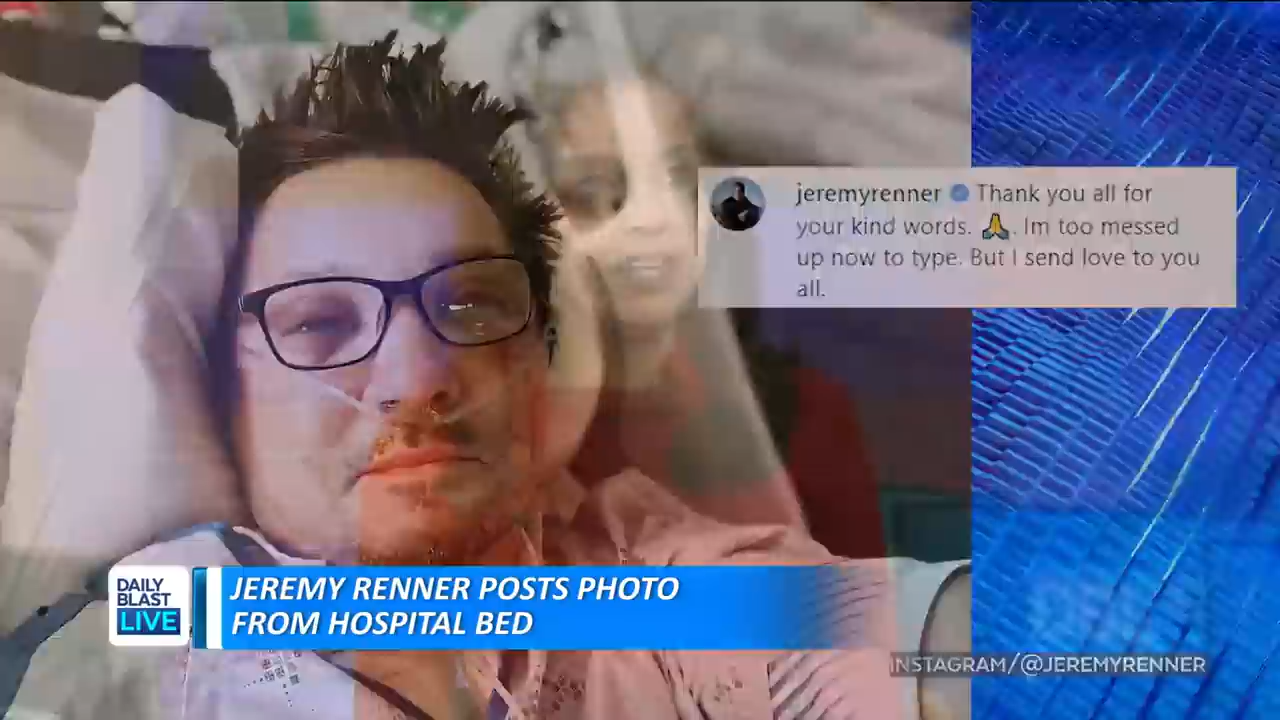 jeremyrenner Thank you all for
your kind words. 🙏. Im too messed
up now to type. But I send love to you
all.
DAILY
BLAST
LIVE
JEREMY RENNER POSTS PHOTO
FROM HOSPITAL BED
INSTAGRAM/@JEREMYRENNER